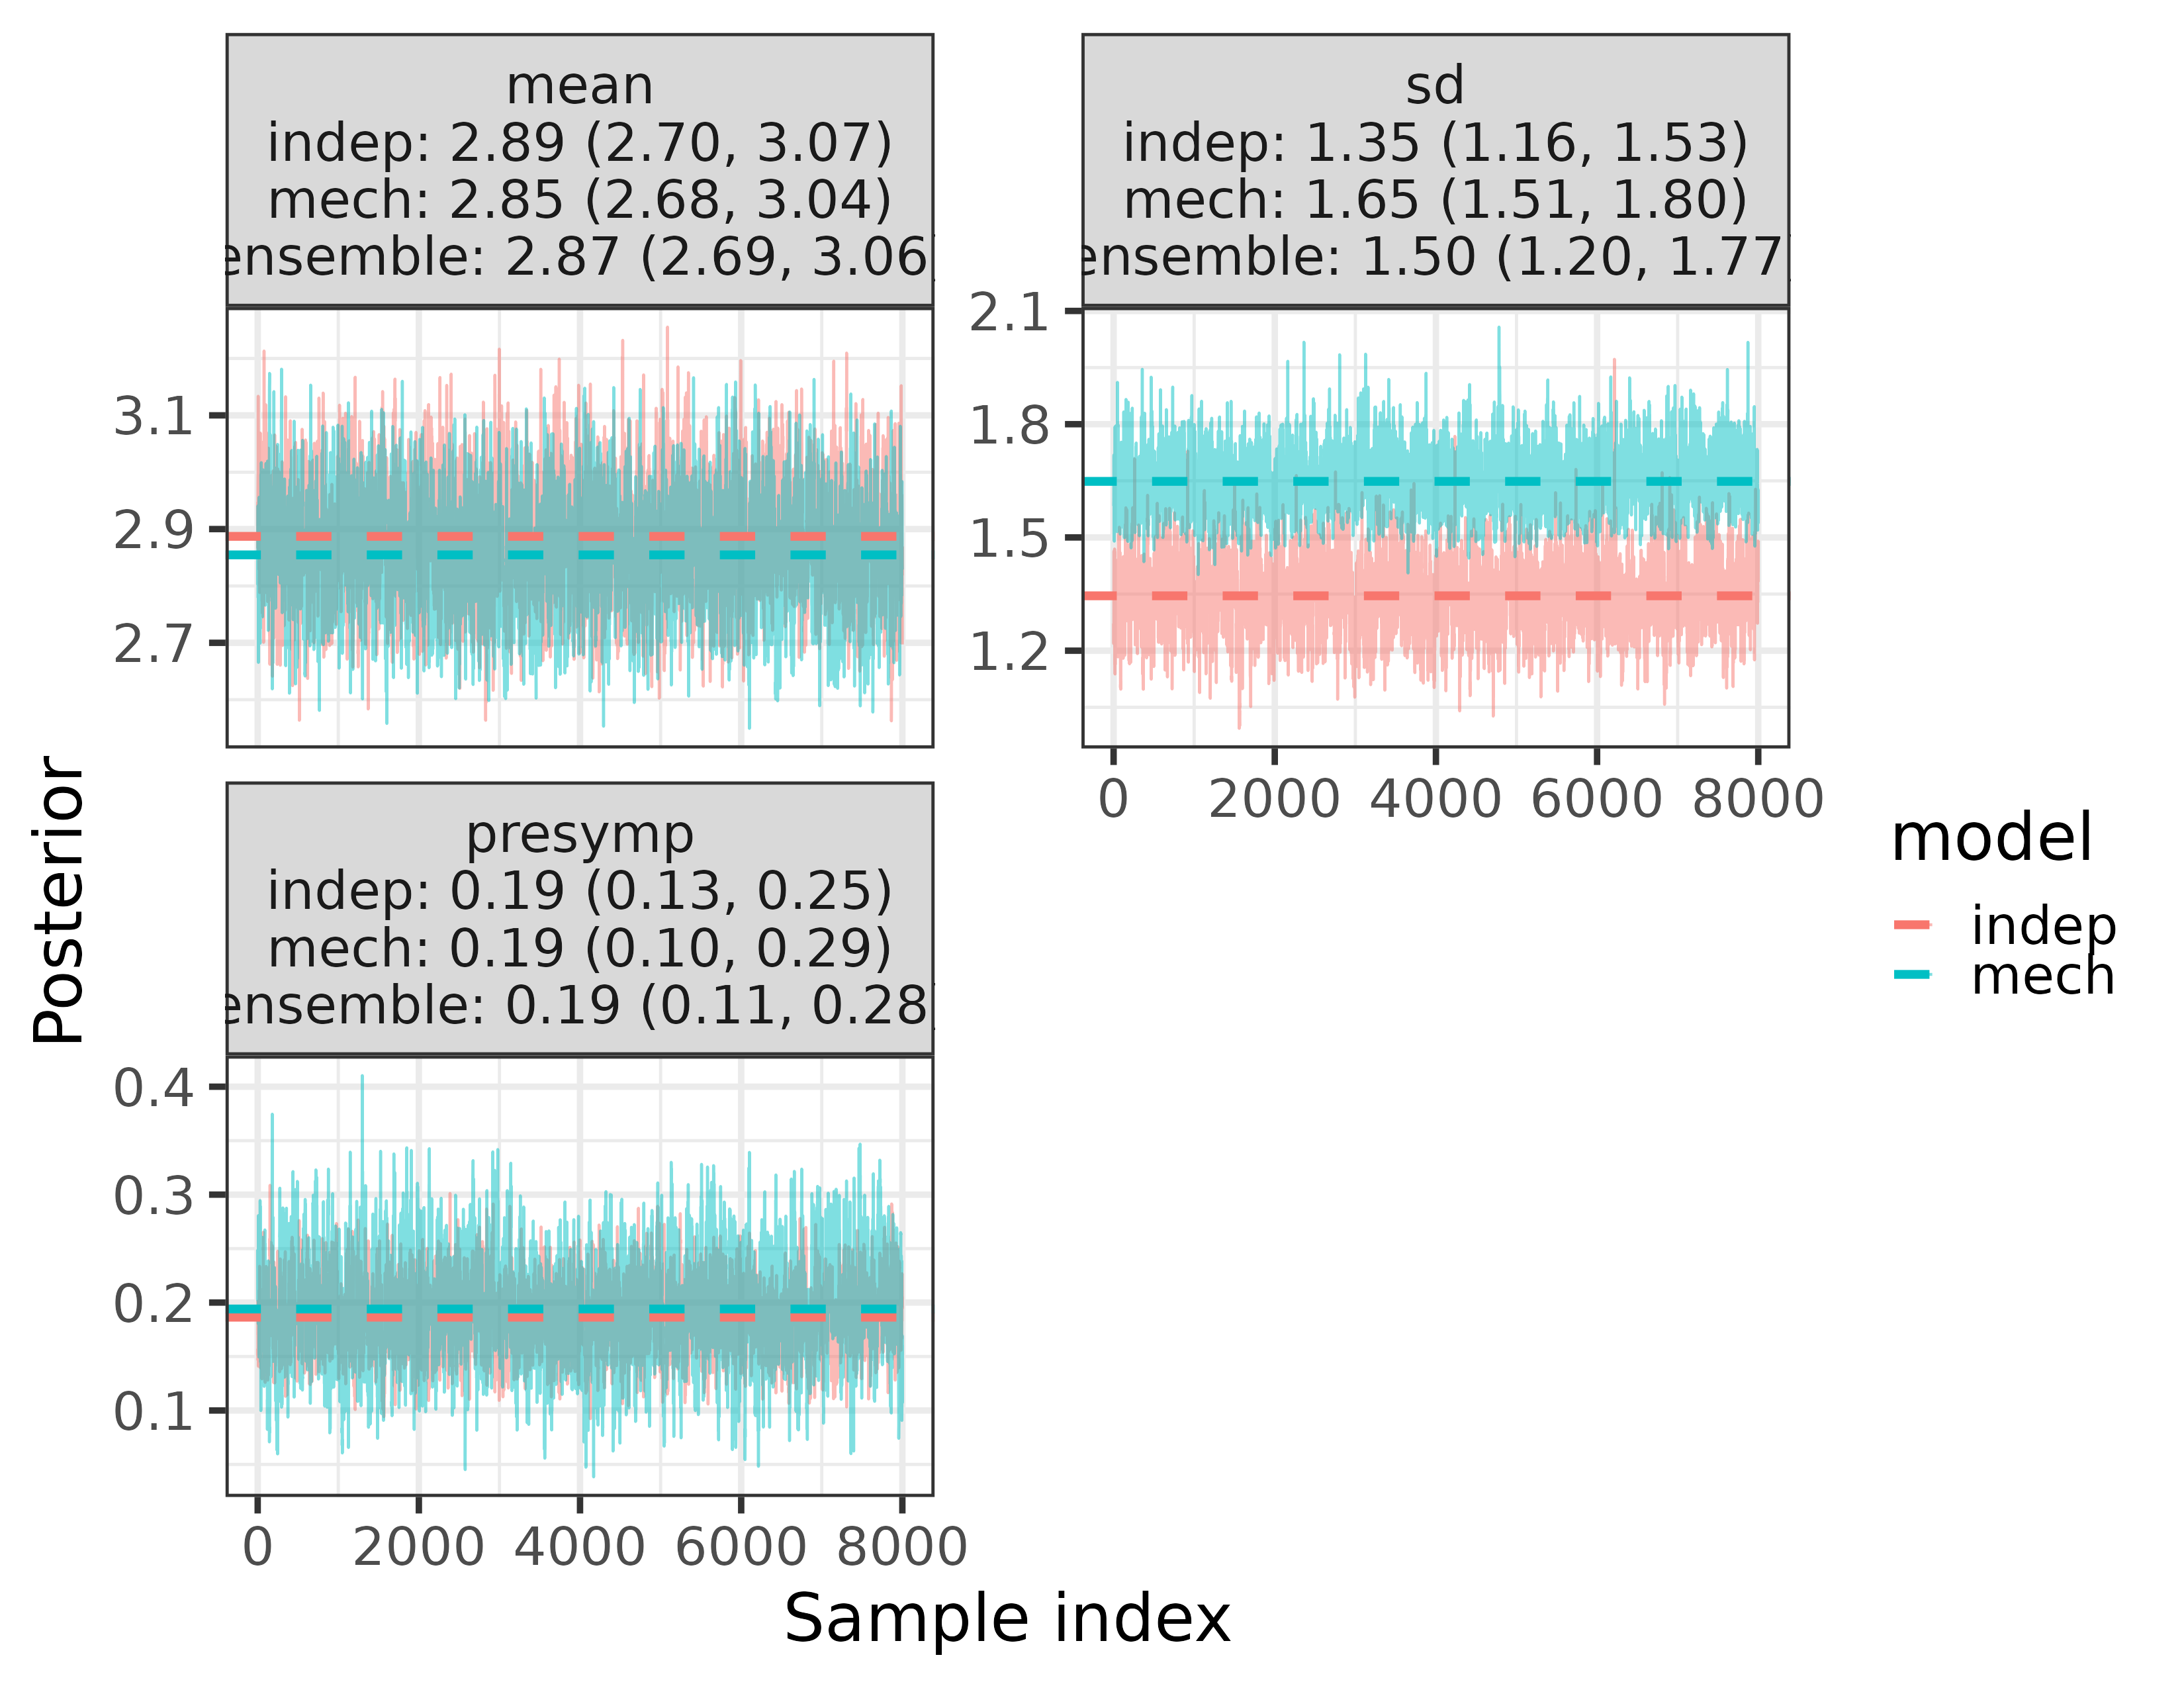 mean
indep: 2.89 (2.70, 3.07)
mech: 2.85 (2.68, 3.04)
ensemble: 2.87 (2.69, 3.06)
3.1
2.9
2.7
sd
indep: 1.35 (1.16, 1.53)
mech: 1.65 (1.51, 1.80)
ensemble: 1.50 (1.20, 1.77
2.1
1.8
1.5
1.2
0 2000 4000 6000 8000
Posterior
presymp
indep: 0.19 (0.13, 0.25)
mech: 0.19 (0.10, 0.29)
ensemble: 0.19 (0.11, 0.28
0.4
0.3
0.2
0.1
0 2000 4000 6000 8000
Sample index
model
indep
mech